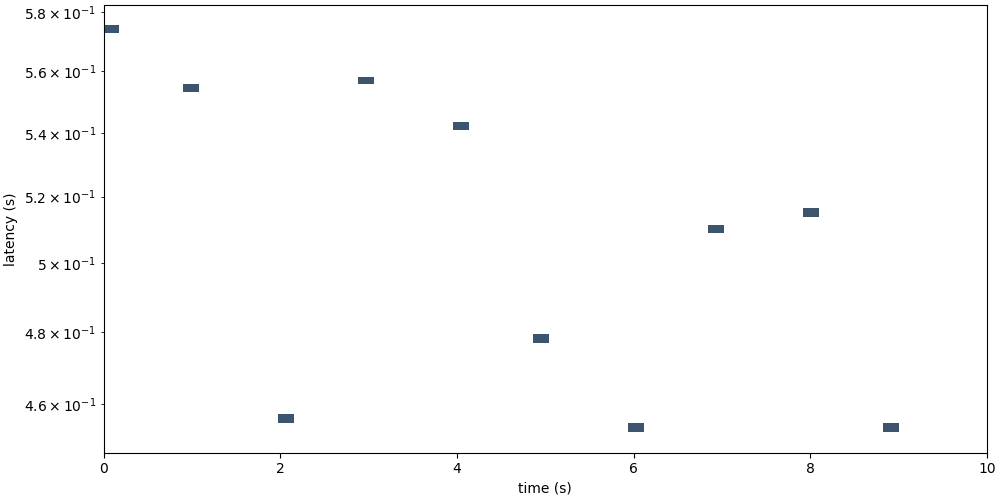 5.8 × 10⁻¹
5.6 × 10⁻¹
5.4 × 10⁻¹
5.2 × 10⁻¹
5 × 10⁻¹
4.8 × 10⁻¹
4.6 × 10⁻¹
latency (s)
0 2 4 6 8 10
time (s)